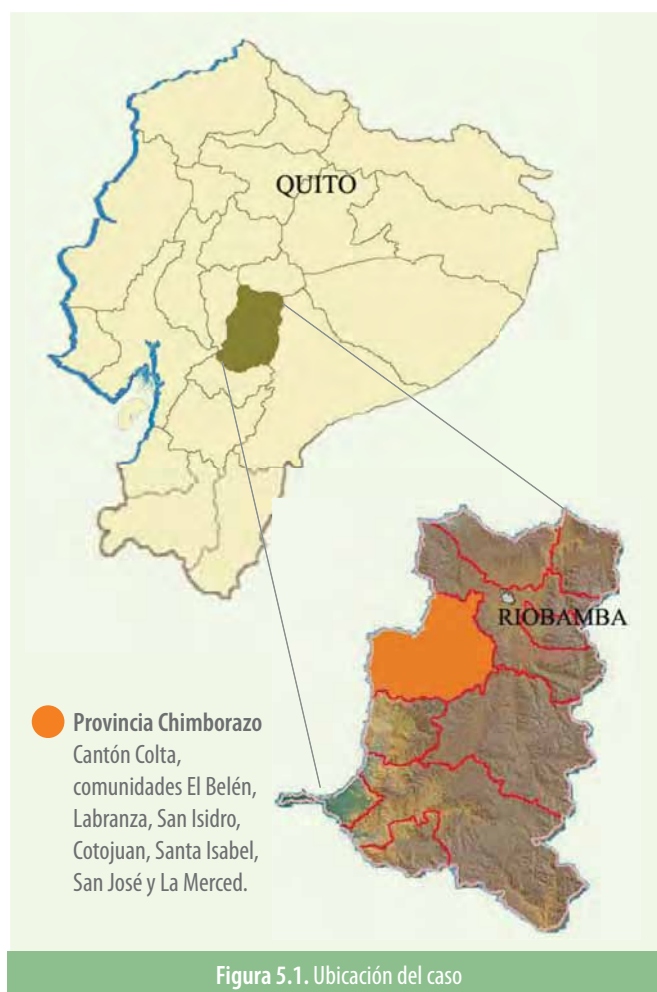 QUITO
RIOBAMBA
Provincia Chimborazo
Cantón Colta,
comunidades El Belén,
Labranza, San Isidro,
Cotojuan, Santa Isabel,
San José y La Merced.
Figura 5.1. Ubicación del caso